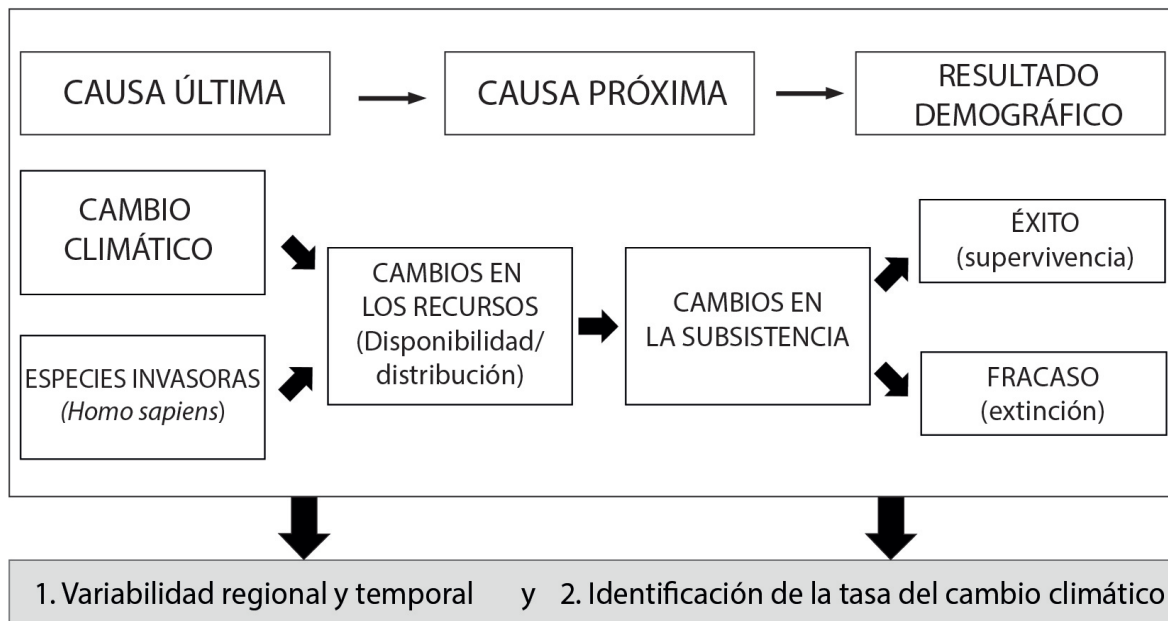 CAUSA ÚLTIMA
CAUSA PRÓXIMA
RESULTADO
DEMOGRÁFICO
CAMBIO
CLIMÁTICO
ESPECIES INVASORAS
(Homo sapiens)
CAMBIOS EN
LOS RECURSOS
(Disponibilidad/
distribución)
CAMBIOS EN
LA SUBSISTENCIA
ÉXITO
(supervivencia)
FRACASO
(extinción)
1. Variabilidad regional y temporal y 2. Identificación de la tasa del cambio climático